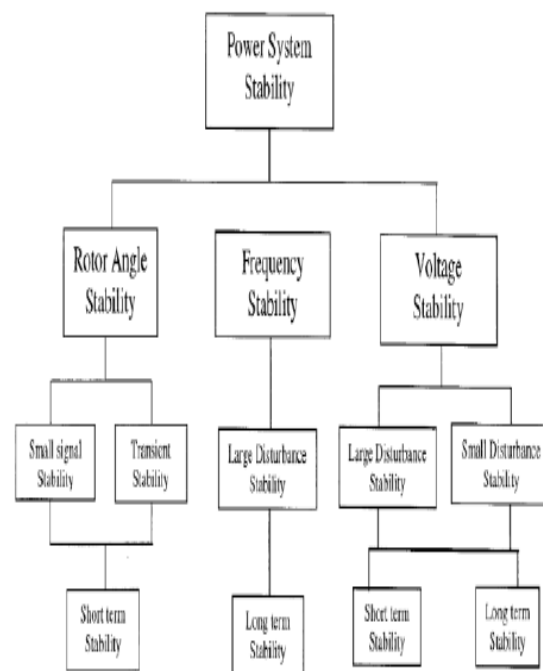 Power System
Stability
Rotor Angle
Stability
Frequency
Stability
Voltage
Stability
Small signal
Stability
Transient
Stability
Large Disturbance
Stability
Large Disturbance
Stability
Small Disturbance
Stability
Short term
Stability
Long term
Stability
Short term
Stability
Long term
Stability